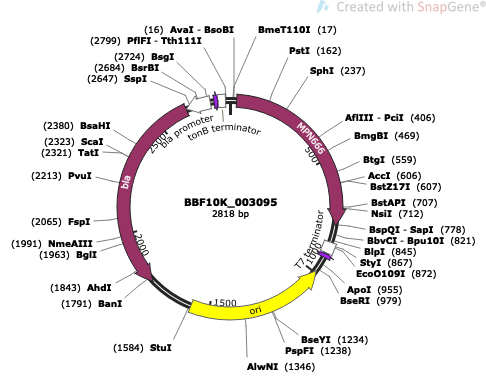 Created with SnapGene®
(16) AvaI - BsoBI
BmeT110I (17)
(2799) PflFI - Tth111I
PstI (162)
(2724) BsgI
SphI (237)
(2684) BsrBI
(2647) SspI
AflIII - PciI (406)
(2380) BsaHI
BmgBI (469)
(2323) ScaI
(2321) TatI
BtgI (559)
(2213) PvuI
AccI (606)
BstZ17I (607)
BstAPI (707)
NsiI (712)
(2065) FspI
BspQI - SapI (778)
BbvCI - Bpu10I (821)
(1991) NmeAIII
BlpI (845)
(1963) BglI
StyI (867)
EcoO109I (872)
(1843) AhdI
ApoI (955)
(1791) BanI
BseRI (979)
(1584) StuI
BseYI (1234)
PspFI (1238)
AlwNI (1346)
bla promoter
tonB terminator
MPN666
T7 terminator
ori
bla
500
1000
1500
2000
2500
BBF10K_003095
2818 bp